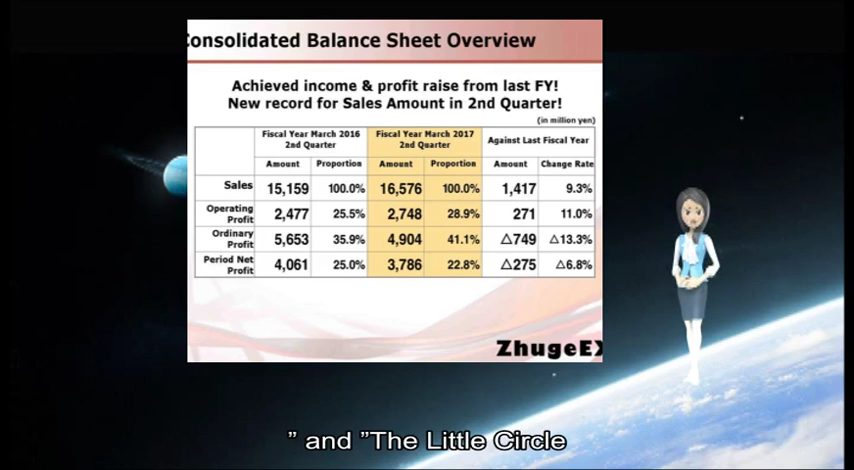 Consolidated Balance Sheet Overview
Achieved income & profit raise from last FY!
New record for Sales Amount in 2nd Quarter!
(in million yen)
Fiscal Year March 2016 2nd Quarter Fiscal Year March 2017 2nd Quarter Against Last Fiscal Year
Amount Proportion Amount Proportion Amount Change Rate
Sales 15,159 100.0% 16,576 100.0% 1,417 9.3%
Operating Profit 2,477 25.5% 2,748 28.9% 271 11.0%
Ordinary Profit 5,653 35.9% 4,904 41.1% △749 △13.3%
Period Net Profit 4,061 25.0% 3,786 22.8% △275 △6.8%
ZhugeEX
” and ”The Little Circle